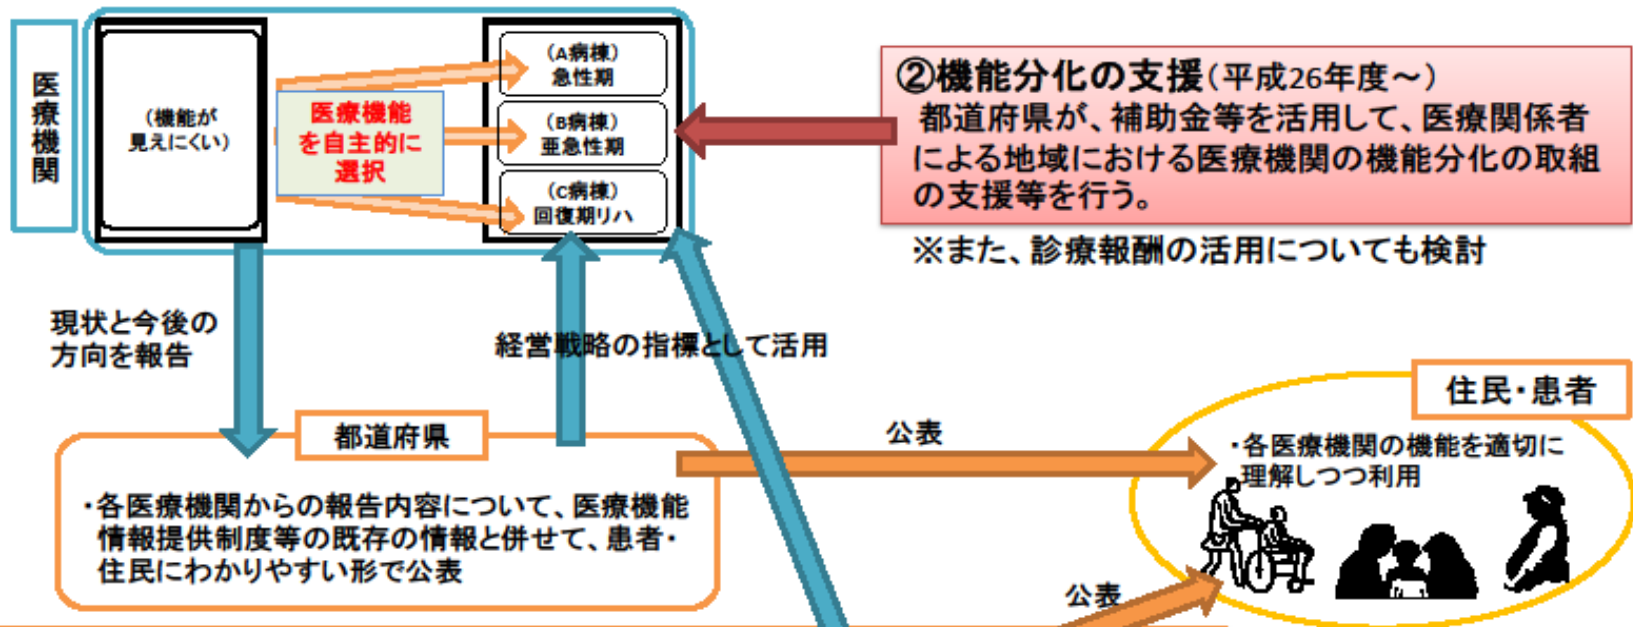 医療機関
(機能が
見えにくい)
医療機能
を自主的に
選択
(A病棟)
急性期
(B病棟)
亜急性期
(C病棟)
回復期リハ
②機能分化の支援(平成26年度～)
都道府県が、補助金等を活用して、医療関係者
による地域における医療機関の機能分化の取組
の支援等を行う。
※また、診療報酬の活用についても検討
現状と今後の
方向を報告
経営戦略の指標として活用
都道府県
・各医療機関からの報告内容について、医療機能
情報提供制度等の既存の情報と併せて、患者・
住民にわかりやすい形で公表
公表
住民・患者
・各医療機関の機能を適切に
理解しつつ利用
公表